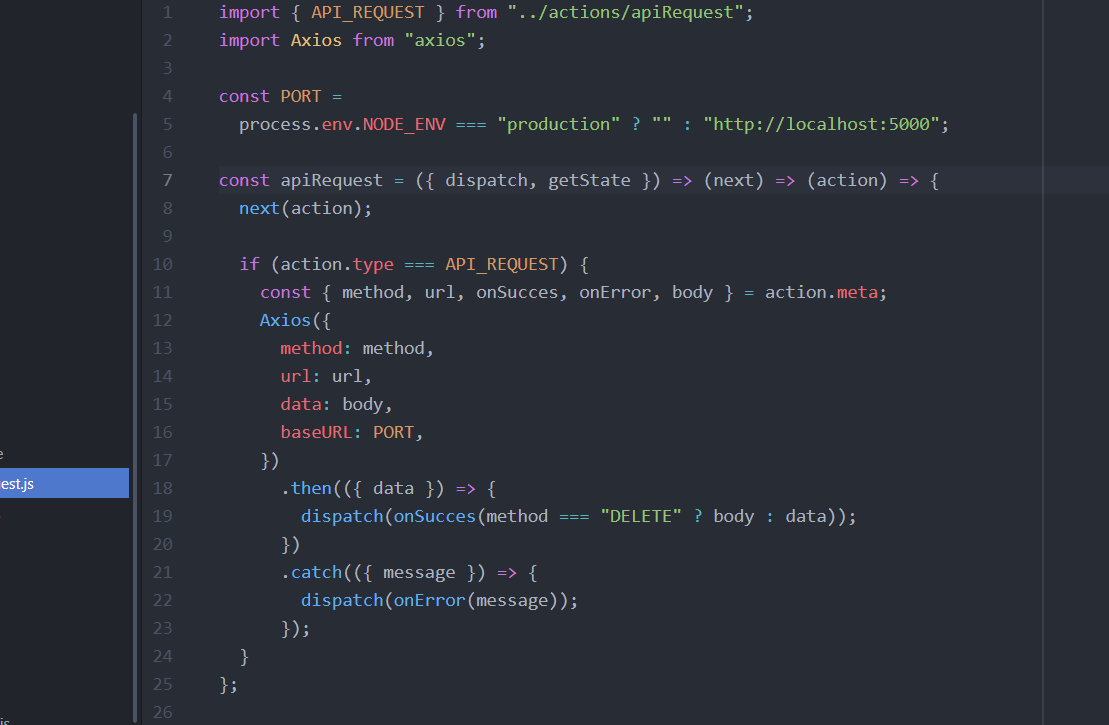 1 import { API_REQUEST } from "../actions/apiRequest";
2 import Axios from "axios";
3
4 const PORT =
5   process.env.NODE_ENV === "production" ? "" : "http://localhost:5000";
6
7 const apiRequest = ({ dispatch, getState }) => (next) => (action) => {
8   next(action);
9
10   if (action.type === API_REQUEST) {
11     const { method, url, onSucces, onError, body } = action.meta;
12     Axios({
13       method: method,
14       url: url,
15       data: body,
16       baseURL: PORT,
17     })
18       .then(({ data }) => {
19         dispatch(onSucces(method === "DELETE" ? body : data));
20       })
21       .catch(({ message }) => {
22         dispatch(onError(message));
23       });
24   }
25 };
26
e
est.js
js